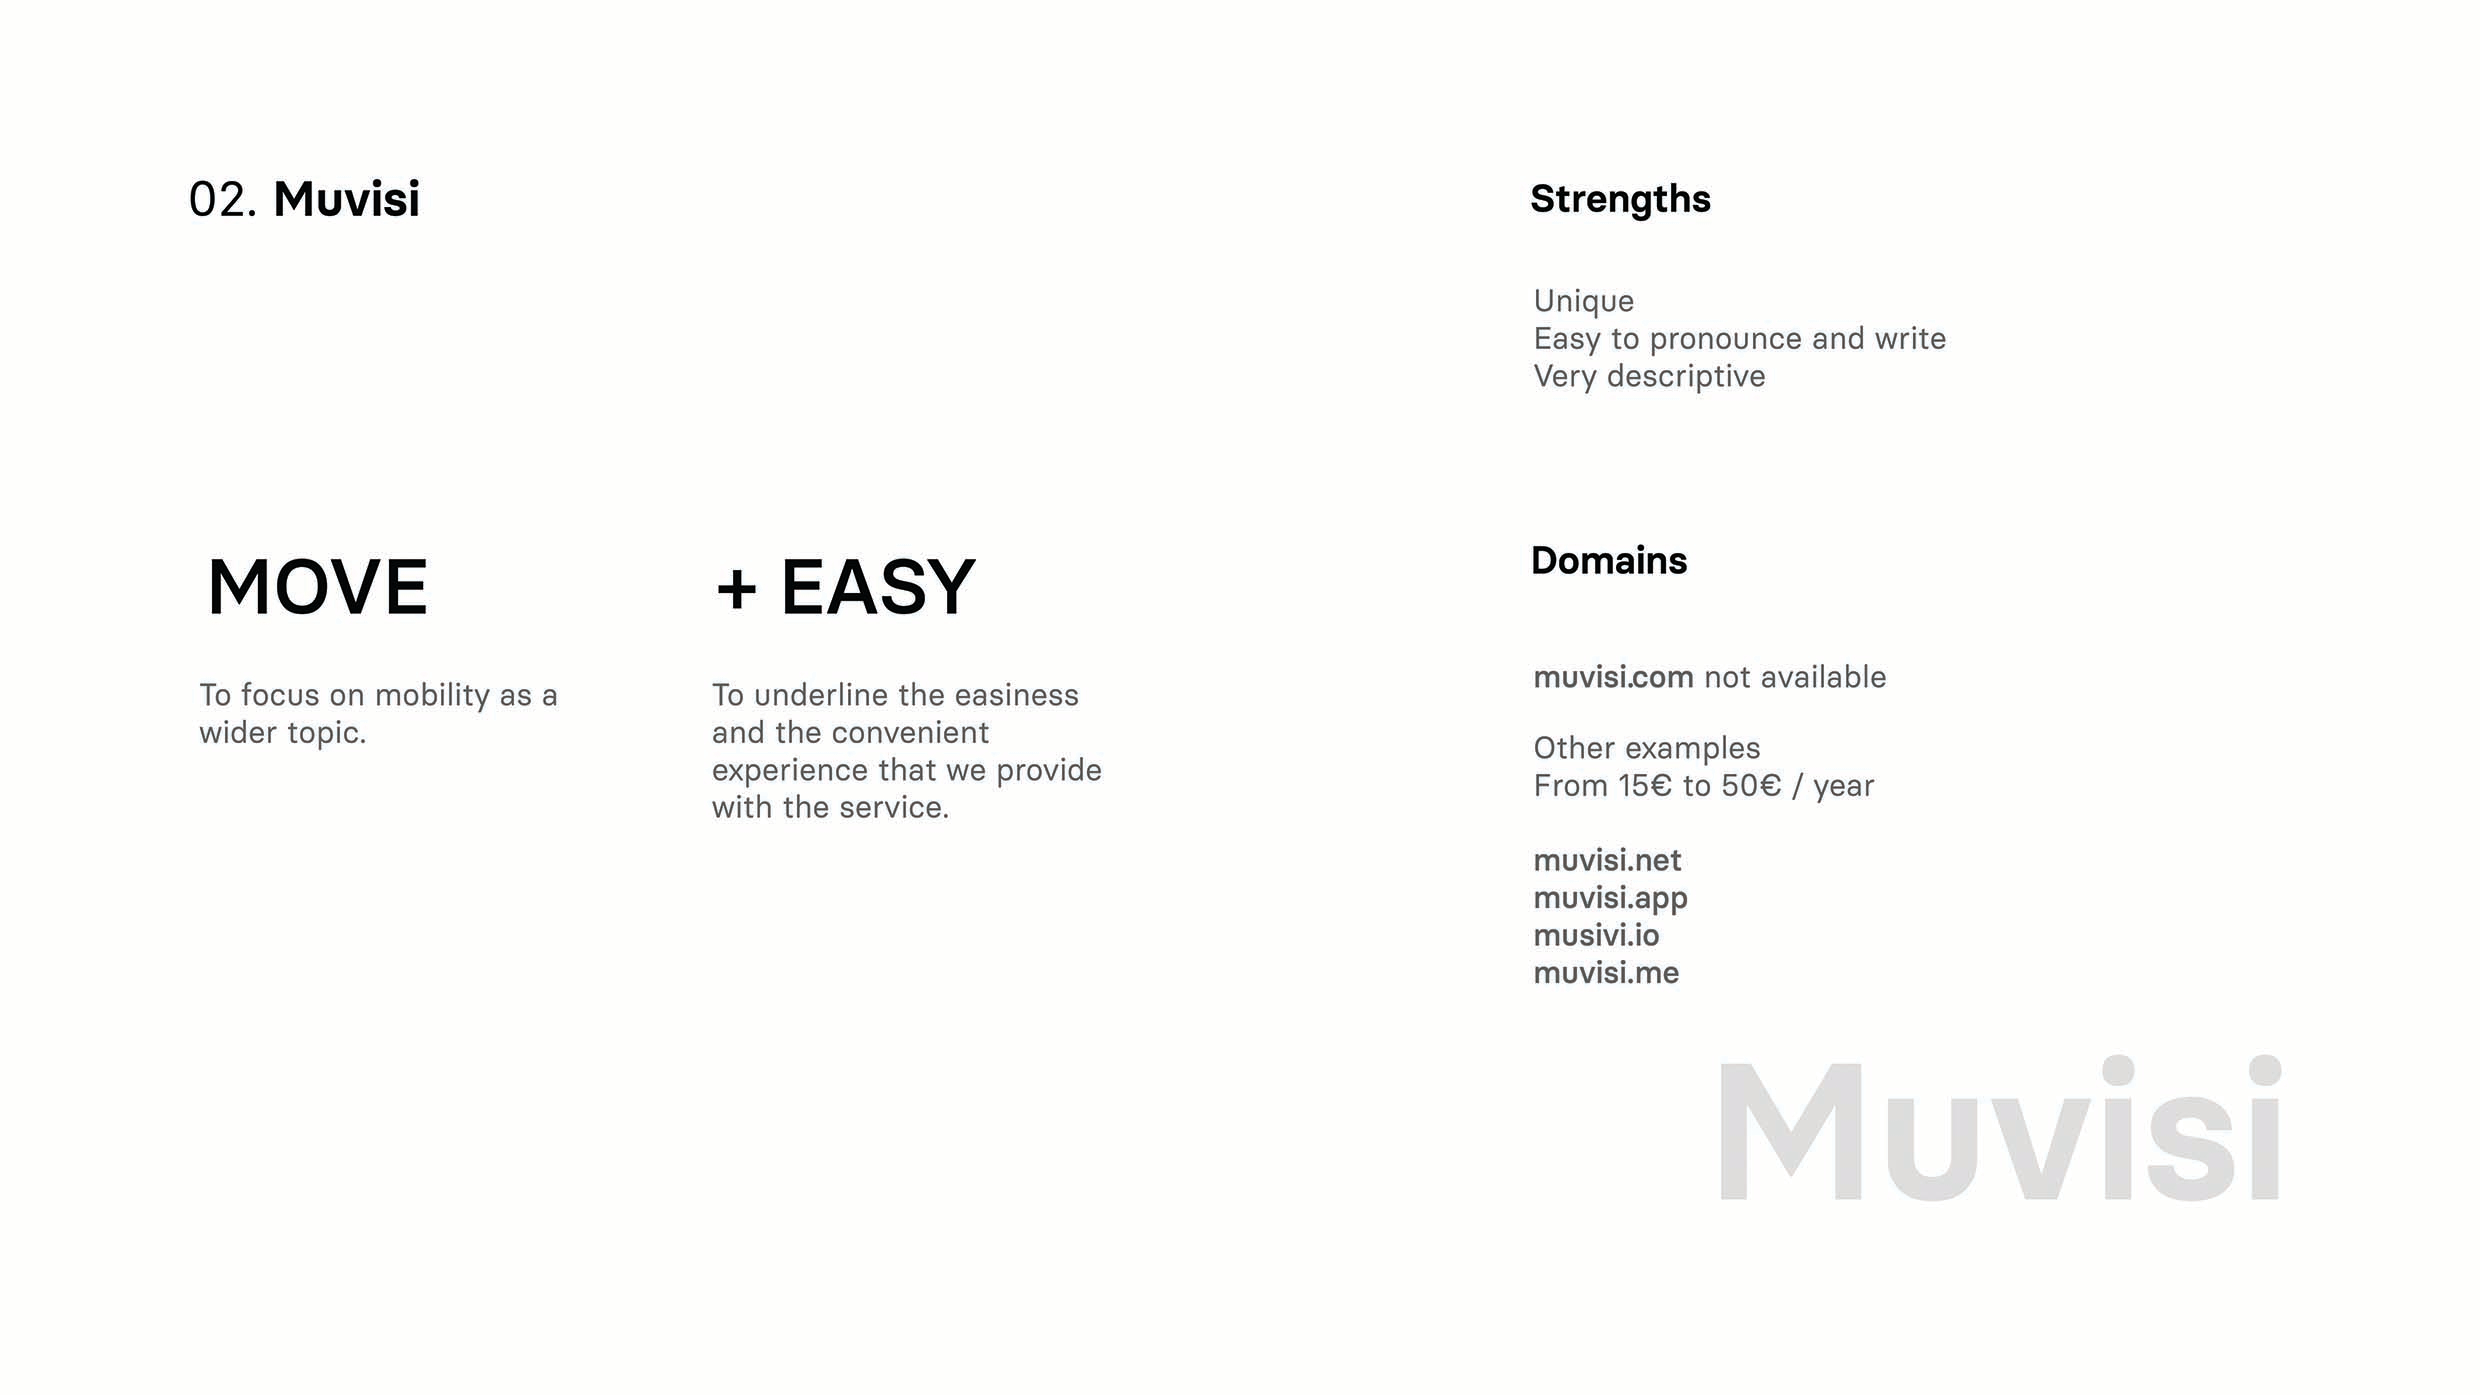 02. Muvisi
MOVE
To focus on mobility as a
wider topic.
+ EASY
To underline the easiness
and the convenient
experience that we provide
with the service.
Strengths
Unique
Easy to pronounce and write
Very descriptive
Domains
muvisi.com not available
Other examples
From 15€ to 50€ / year
muvisi.net
muvisi.app
musivi.io
muvisi.me
Muvisi